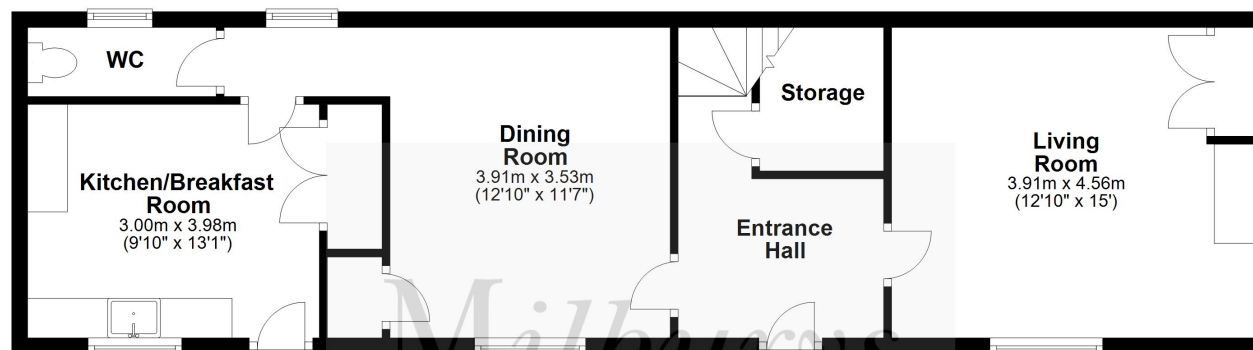 WC
Storage
Dining
Room
3.91m x 3.53m
(12'10" x 11'7")
Living
Room
3.91m x 4.56m
(12'10" x 15')
Kitchen/Breakfast
Room
3.00m x 3.98m
(9'10" x 13'1")
Entrance
Hall
Milburys